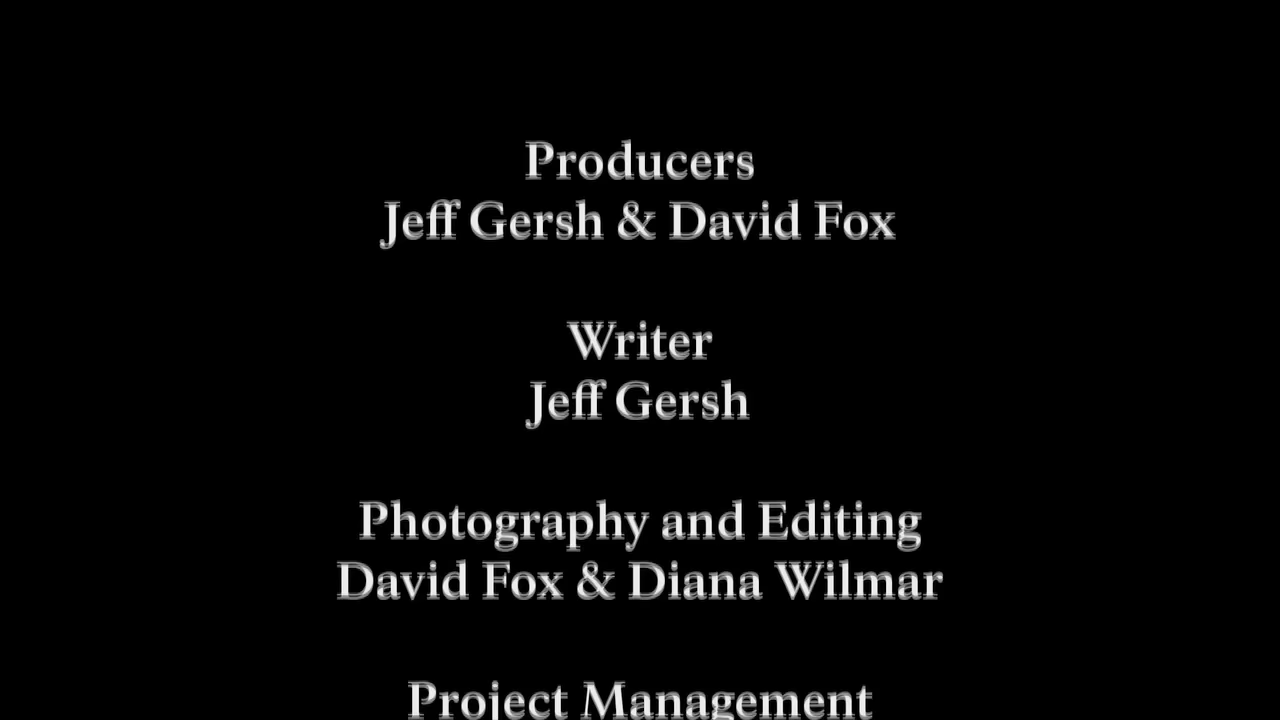 Producers
Jeff Gersh & David Fox
Writer
Jeff Gersh
Photography and Editing
David Fox & Diana Wilmar
Project Management